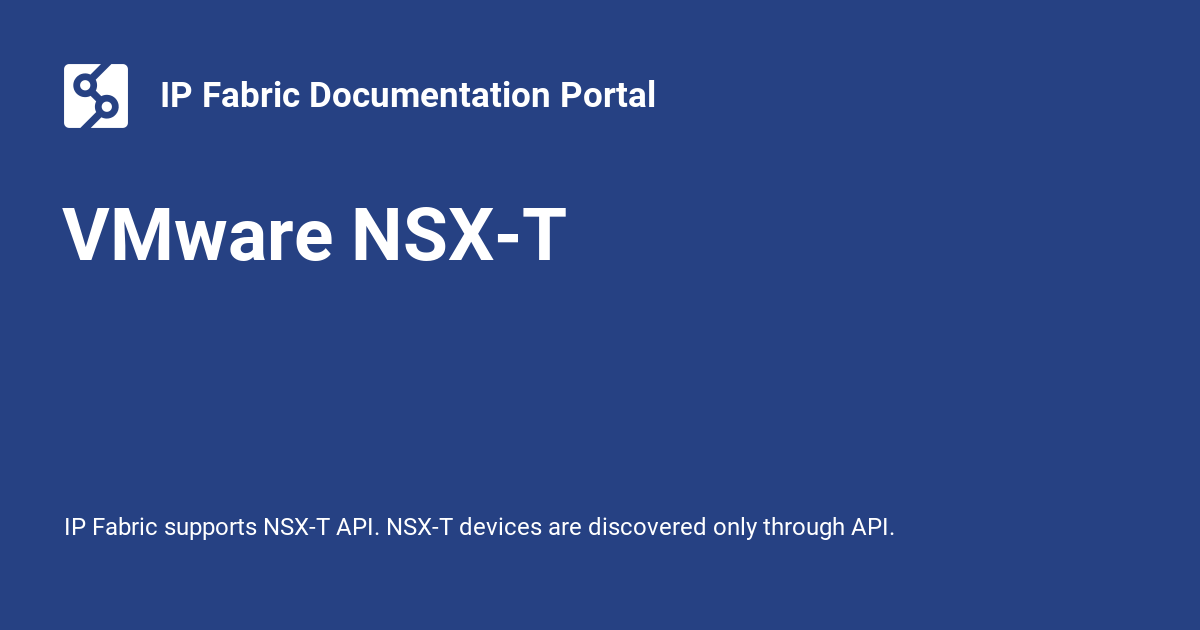 IP Fabric Documentation Portal
VMware NSX-T
IP Fabric supports NSX-T API. NSX-T devices are discovered only through API.